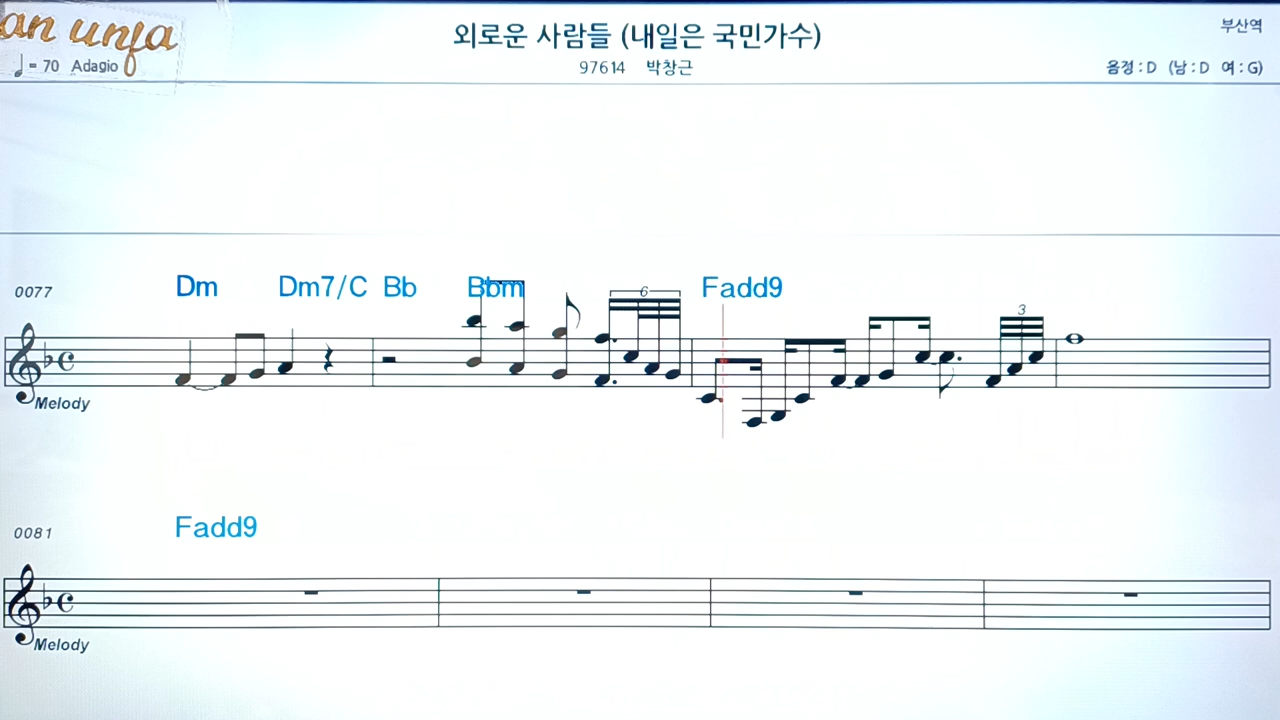 an unfa
외로운 사람들 (내일은 국민가수)
부산역
♩= 70 Adagio
97614 박창근
음정 : D (남 : D 여 : G)
0077
Dm Dm7/C Bb Bbm Fadd9
6
3
Melody
0081
Fadd9
Melody